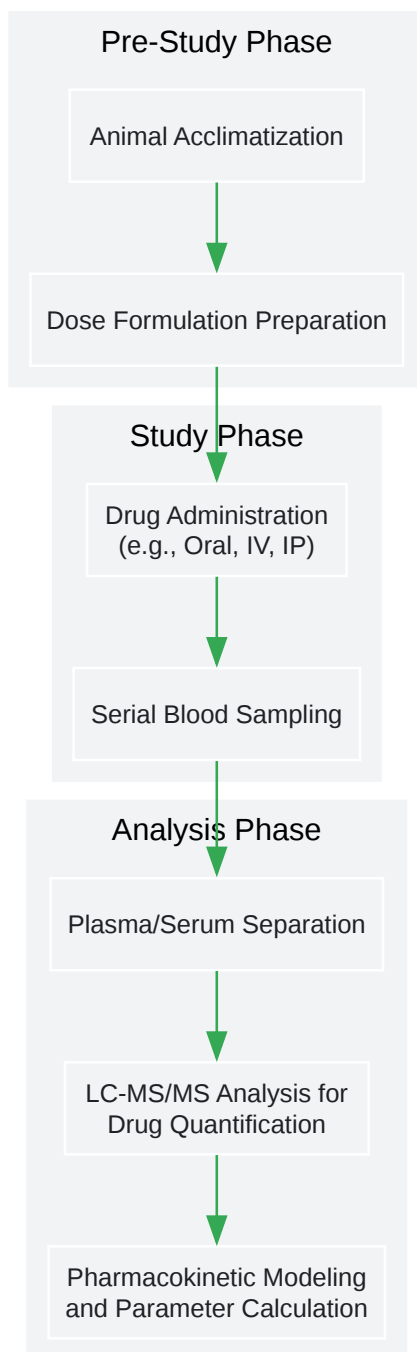 Pre-Study Phase
Animal Acclimatization
Dose Formulation Preparation
Study Phase
Drug Administration
(e.g., Oral, IV, IP)
Serial Blood Sampling
Analysis Phase
Plasma/Serum Separation
LC-MS/MS Analysis for
Drug Quantification
Pharmacokinetic Modeling
and Parameter Calculation